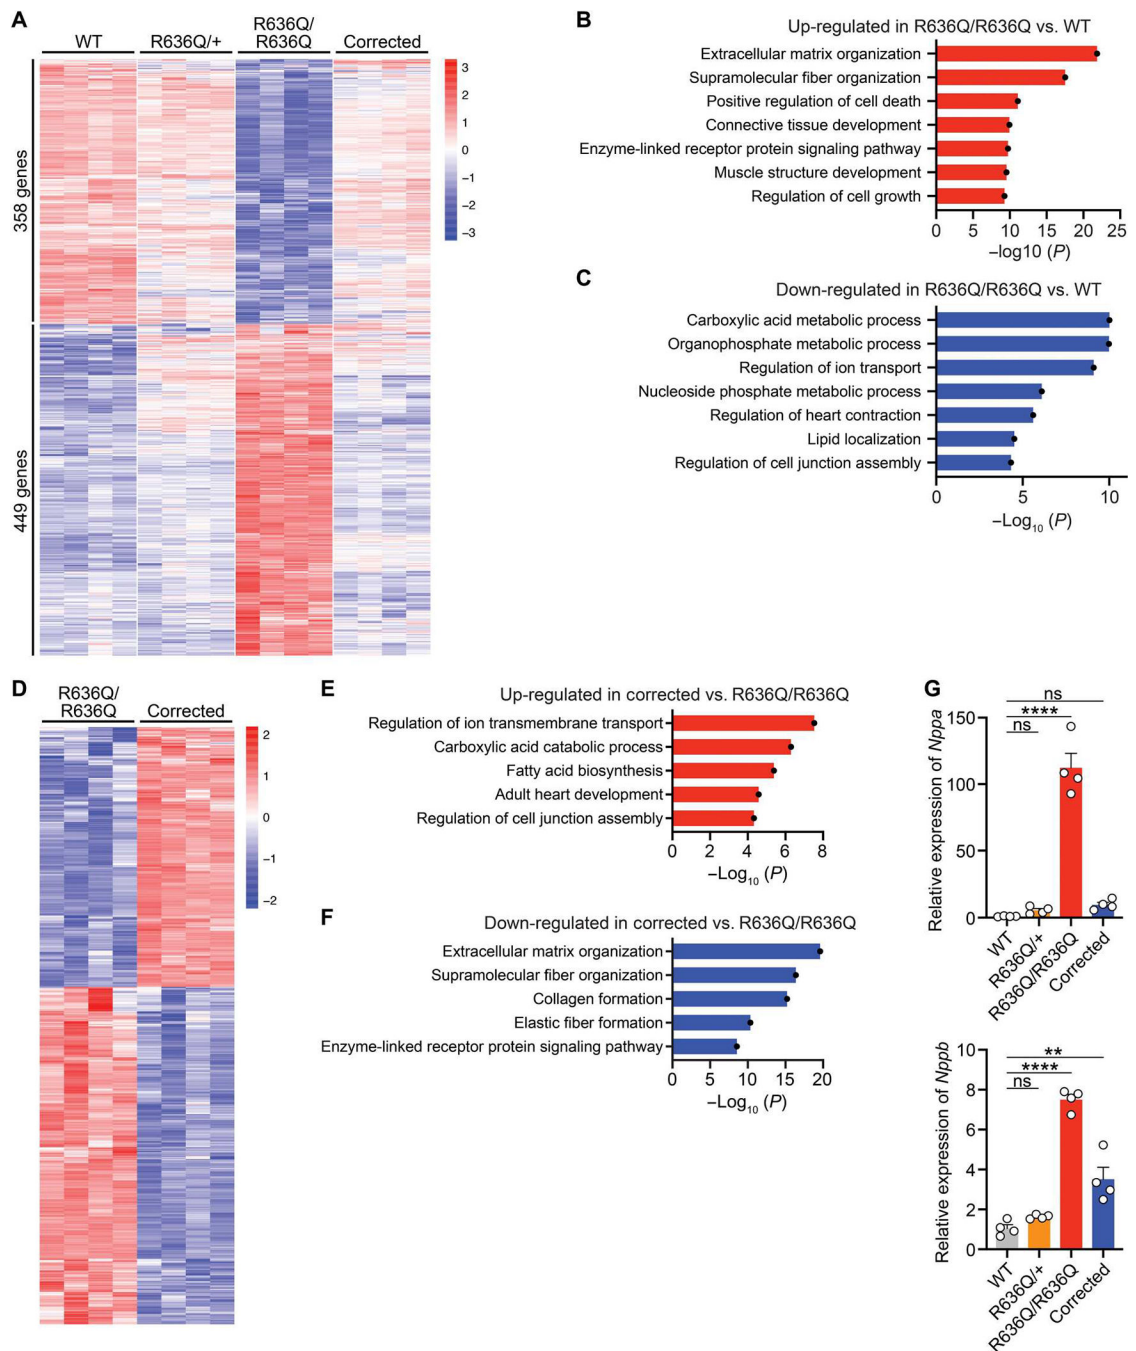 A
WT
R636Q/+
R636Q/
R636Q
Corrected
358 genes
449 genes
3
2
1
0
−1
−2
−3
B
Up-regulated in R636Q/R636Q vs. WT
Extracellular matrix organization
Supramolecular fiber organization
Positive regulation of cell death
Connective tissue development
Enzyme-linked receptor protein signaling pathway
Muscle structure development
Regulation of cell growth
0 5 10 15 20 25
−log10 (P)
C
Down-regulated in R636Q/R636Q vs. WT
Carboxylic acid metabolic process
Organophosphate metabolic process
Regulation of ion transport
Nucleoside phosphate metabolic process
Regulation of heart contraction
Lipid localization
Regulation of cell junction assembly
0 5 10
−Log10 (P)
D
R636Q/
R636Q
Corrected
2
1
0
−1
−2
E
Up-regulated in corrected vs. R636Q/R636Q
Regulation of ion transmembrane transport
Carboxylic acid catabolic process
Fatty acid biosynthesis
Adult heart development
Regulation of cell junction assembly
0 2 4 6 8
−Log10 (P)
F
Down-regulated in corrected vs. R636Q/R636Q
Extracellular matrix organization
Supramolecular fiber organization
Collagen formation
Elastic fiber formation
Enzyme-linked receptor protein signaling pathway
0 5 10 15 20
−Log10 (P)
G
ns
****
ns
Relative expression of Nppa
150
100
50
0
WT
R636Q/+
R636Q/R636Q
Corrected
**
****
ns
Relative expression of Nppb
10
8
6
4
2
0
WT
R636Q/+
R636Q/R636Q
Corrected